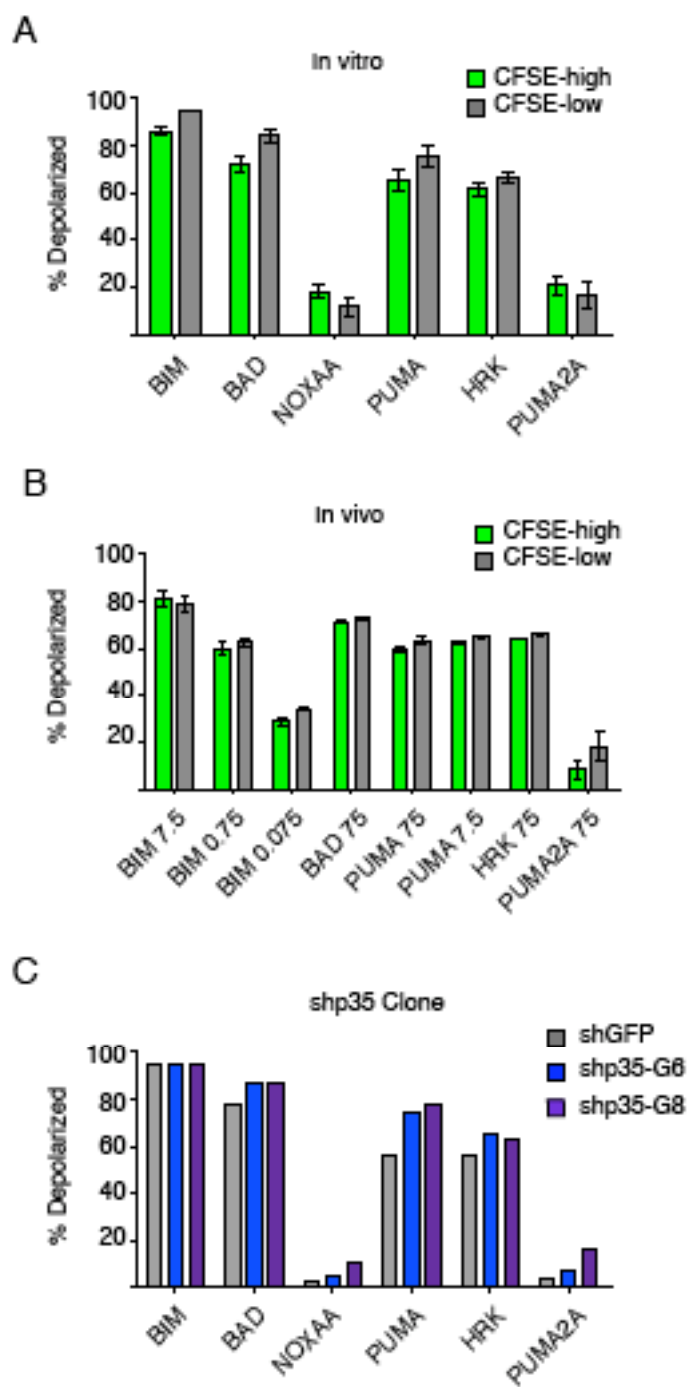 A
In vitro
CFSE-high
CFSE-low
% Depolarized
100
80
60
40
20
BIM
BAD
NOXAA
PUMA
HRK
PUMA2A
B
In vivo
CFSE-high
CFSE-low
% Depolarized
100
80
60
40
20
BIM 7.5
BIM 0.75
BIM 0.075
BAD 75
PUMA 75
PUMA 7.5
HRK 75
PUMA2A 75
C
shp35 Clone
shGFP
shp35-G6
shp35-G8
% Depolarized
100
80
60
40
20
BIM
BAD
NOXAA
PUMA
HRK
PUMA2A